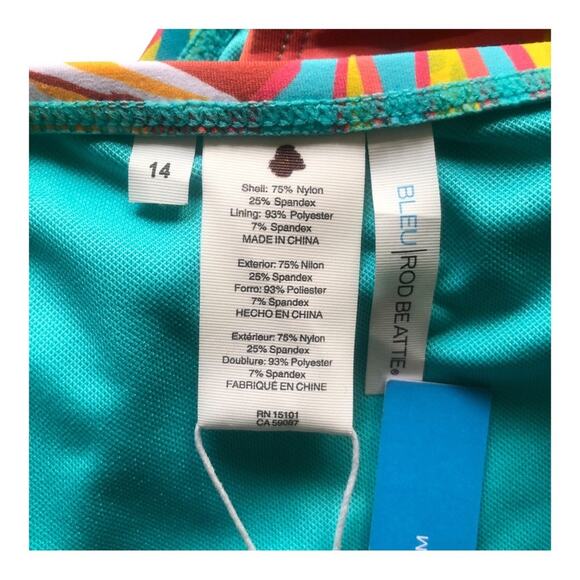 14
Shell: 75% Nylon
25% Spandex
Lining: 93% Polyester
7% Spandex
MADE IN CHINA
Exterior: 75% Nilon
25% Spandex
Forro: 93% Poliester
7% Spandex
HECHO EN CHINA
Extérieur: 75% Nylon
25% Spandex
Doublure: 93% Polyester
7% Spandex
FABRIQUÉ EN CHINE
RN 15101
CA 59097
BLEU|ROD BEATTIE®